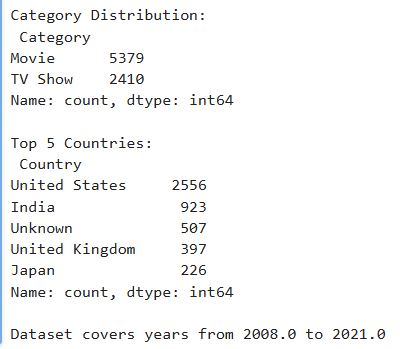 Category Distribution:
 Category
Movie      5379
TV Show    2410
Name: count, dtype: int64

Top 5 Countries:
 Country
United States     2556
India              923
Unknown            507
United Kingdom     397
Japan              226
Name: count, dtype: int64

Dataset covers years from 2008.0 to 2021.0